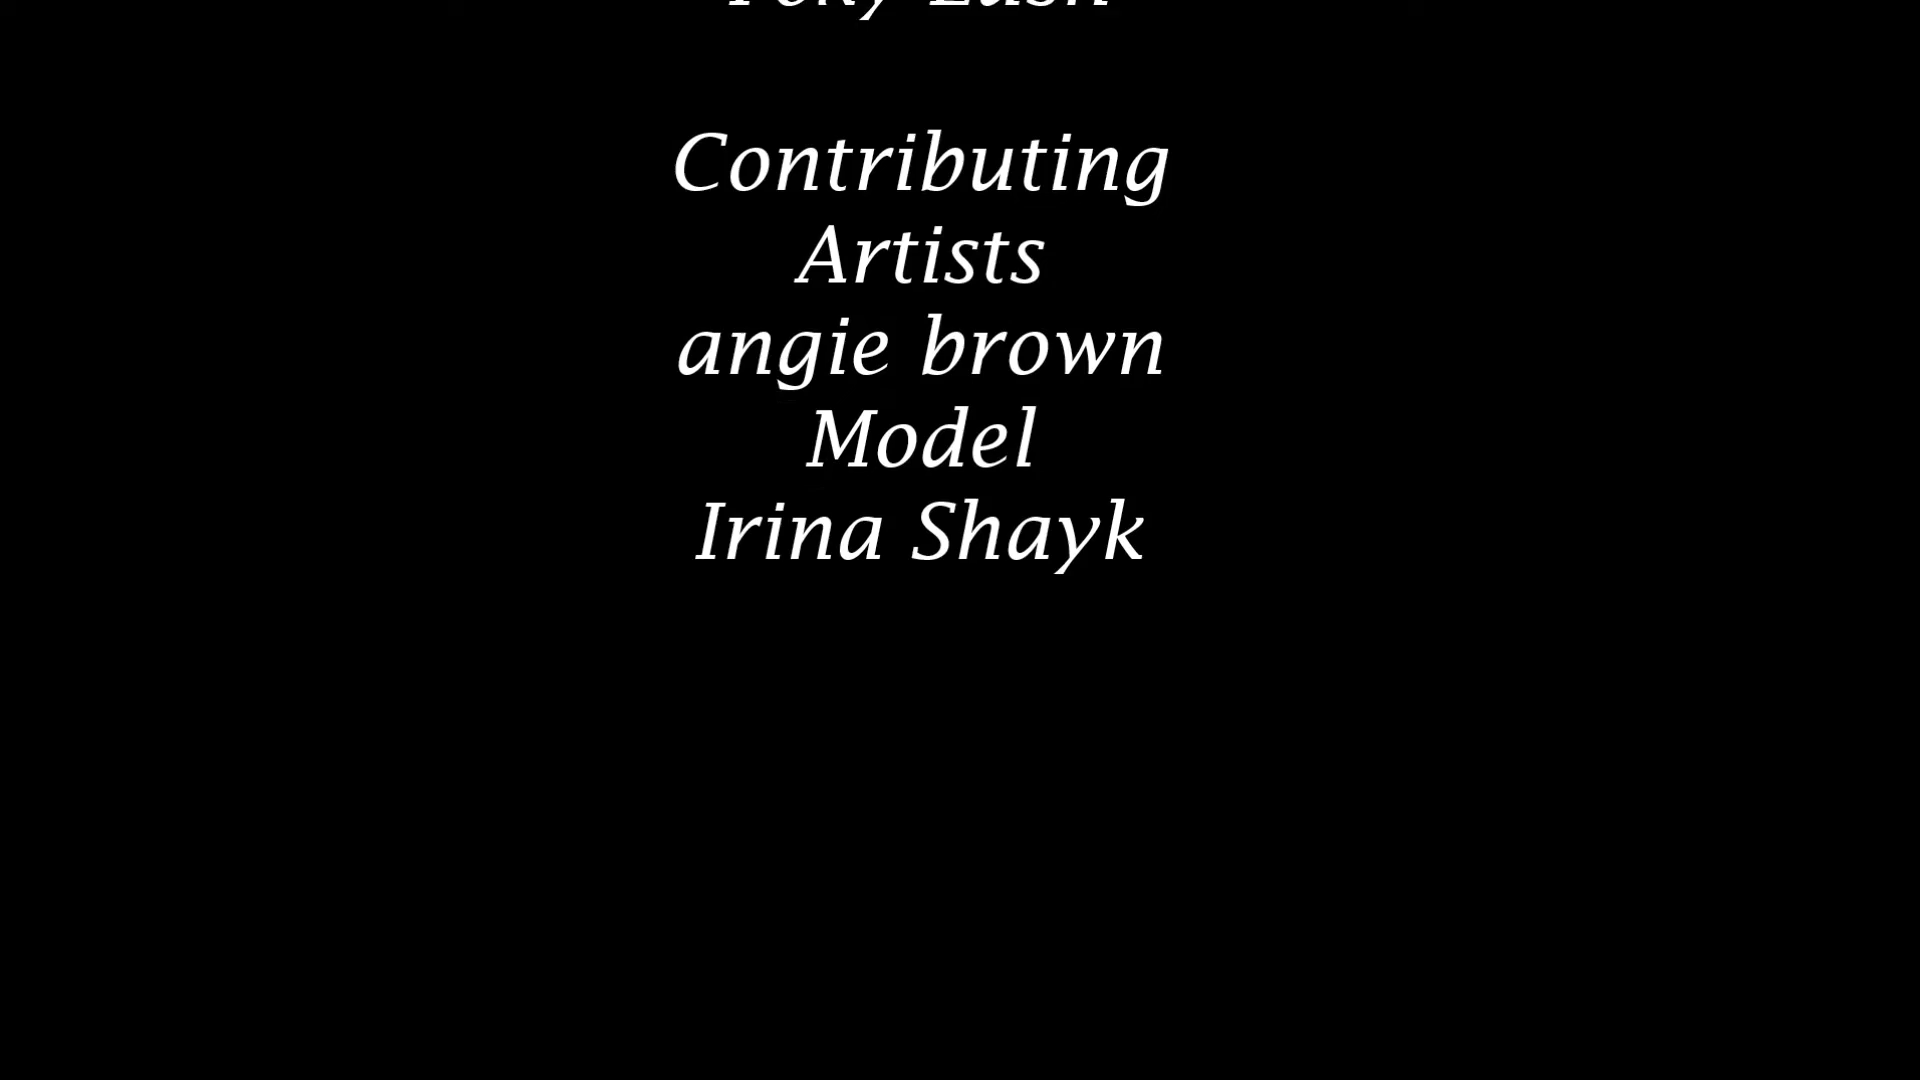 Contributing
Artists
angie brown
Model
Irina Shayk